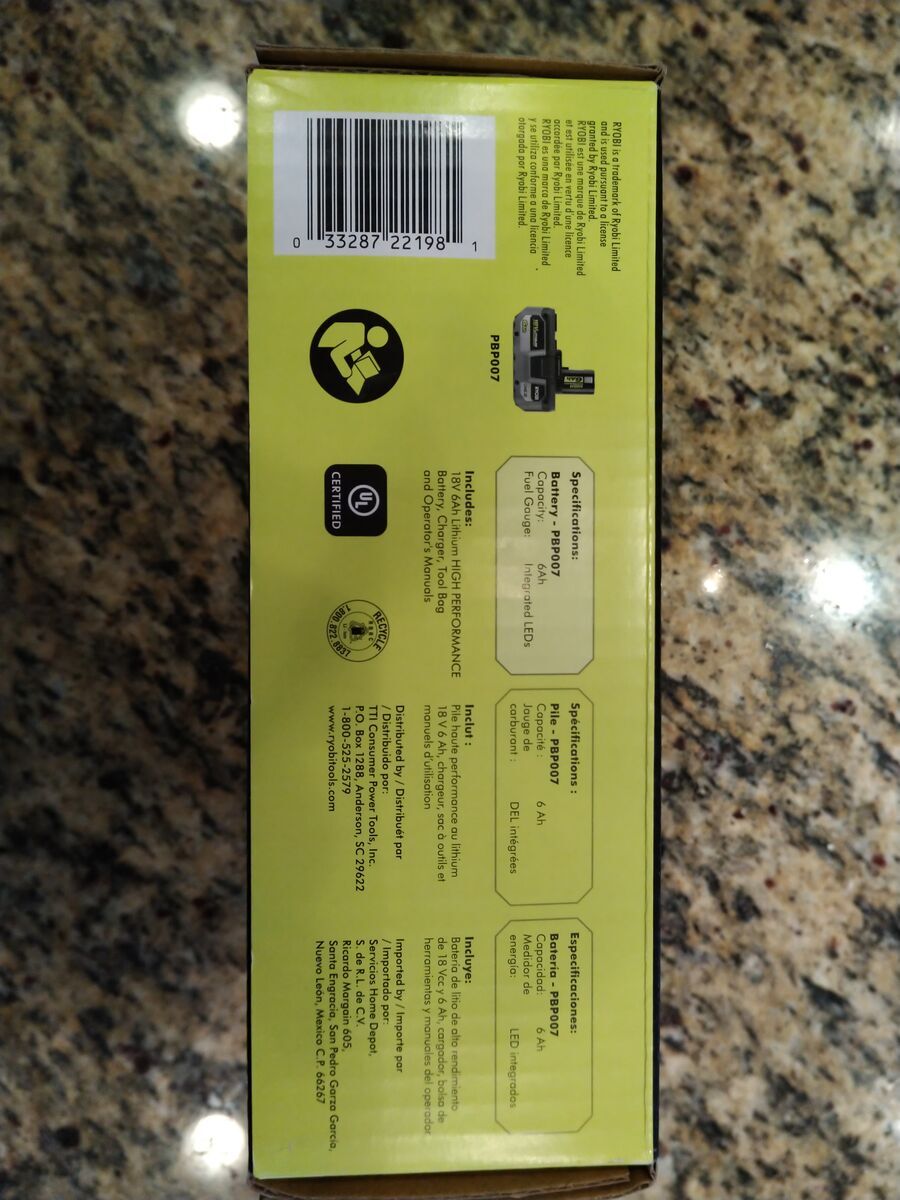 RYOBI is a trademark of Ryobi Limited
and is used pursuant to a license
granted by Ryobi Limited.
RYOBI est une marque de Ryobi Limited
et est utilisée en vertu d'une licence
accordée par Ryobi Limited.
RYOBI es una marca de Ryobi Limited
y se utiliza conforme a una licencia
otorgada por Ryobi Limited.
0 33287 22198 1
PBP007
Specifications:
Battery - PBP007
Capacity: 6Ah
Fuel Gauge: Integrated LEDs
Includes:
18V 6Ah Lithium HIGH PERFORMANCE
Battery, Charger, Tool Bag
and Operator's Manuals
Spécifications :
Pile - PBP007
Capacité : 6 Ah
Jauge de
carburant : DEL intégrées
Inclut :
Pile haute performance au lithium
18 V 6 Ah, chargeur, sac à outils et
manuels d'utilisation
Especificaciones:
Batería - PBP007
Capacidad: 6 Ah
Medidor de
energía: LED integrados
Incluye:
Batería de litio de alto rendimiento
de 18 Vcc y 6 Ah, cargador, bolsa de
herramientas y manuales del operador
UL
CERTIFIED
RECYCLE
RBRC
Li-ion
1.800.822.8837
Distributed by / Distribuét par
/ Distribuido por:
TTI Consumer Power Tools, Inc.
P.O. Box 1288, Anderson, SC 29622
1-800-525-2579
www.ryobitools.com
Imported by / Importe par
/ Importado por:
Servicios Home Depot,
S. de R.L. de C.V.
Ricardo Margain 605,
Santa Engracia, San Pedro Garza García,
Nuevo León, Mexico C.P. 66267